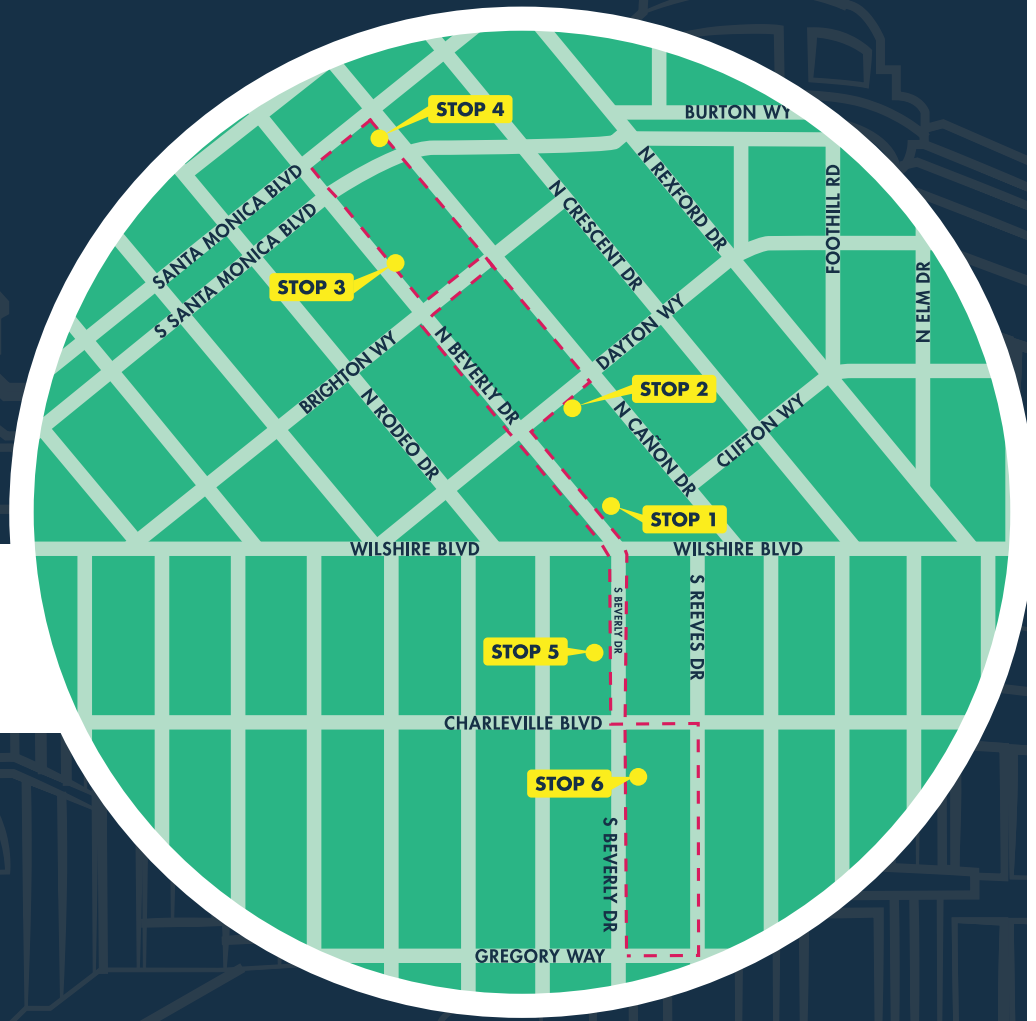 STOP 4
BURTON WY
SANTA MONICA BLVD
S SANTA MONICA BLVD
N CRESCENT DR
N REXFORD DR
FOOTHILL RD
N ELM DR
STOP 3
BRIGHTON WY
N BEVERLY DR
DAYTON WY
STOP 2
N RODEO DR
N CAÑON DR
CLIFTON WY
STOP 1
WILSHIRE BLVD
WILSHIRE BLVD
S BEVERLY DR
S REEVES DR
STOP 5
CHARLEVILLE BLVD
STOP 6
S BEVERLY DR
GREGORY WAY